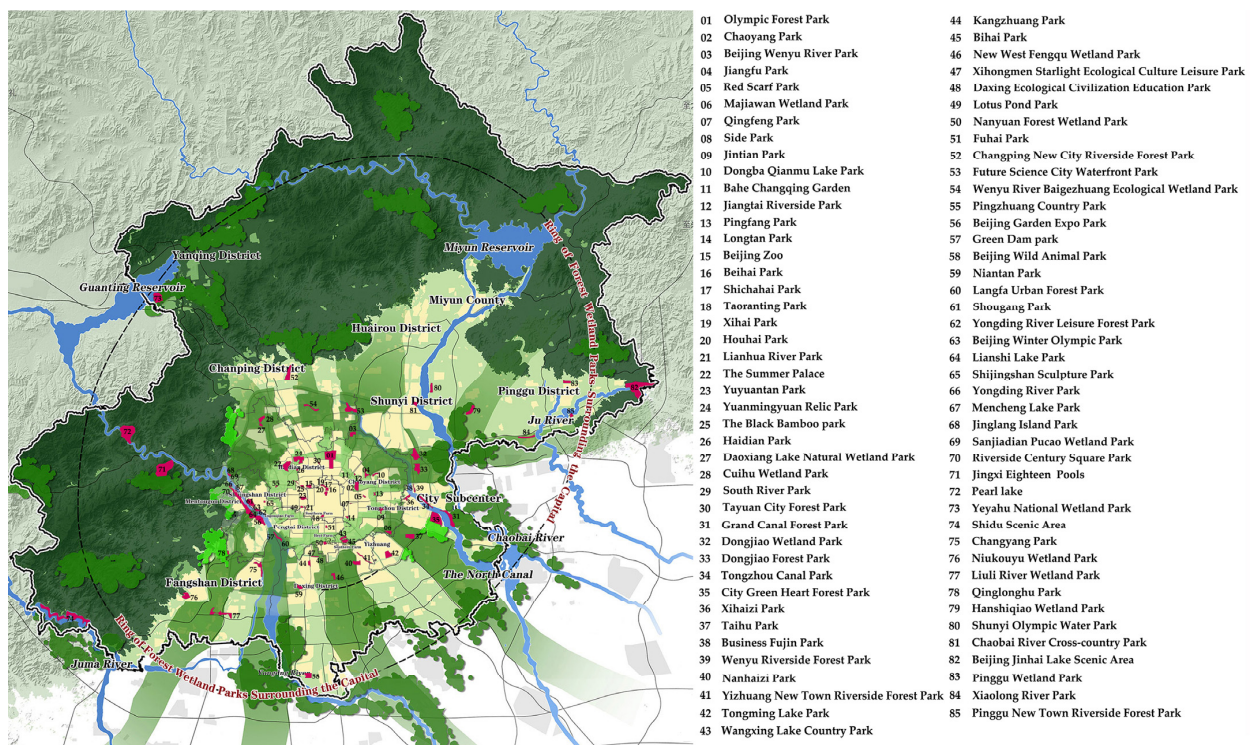 Yanqing District
Guanting Reservoir
73
Miyun Reservoir
Miyun County
Huairou District
Chanping District
52
Shunyi District
Pinggu District
Ju River
Ring of Forest Wetland Parks Surrounding the Capital
80
81
79
83
82
85
84
54
53
28
27
72
71
City Subcenter
Chaobai River
The North Canal
Fangshan District
78
75
76
77
Juma River
Ring of Forest Wetland Parks Surrounding the Capital
01 Olympic Forest Park
02 Chaoyang Park
03 Beijing Wenyu River Park
04 Jiangfu Park
05 Red Scarf Park
06 Majiawan Wetland Park
07 Qingfeng Park
08 Side Park
09 Jintian Park
10 Dongba Qianmu Lake Park
11 Bahe Changqing Garden
12 Jiangtai Riverside Park
13 Pingfang Park
14 Longtan Park
15 Beijing Zoo
16 Beihai Park
17 Shichahai Park
18 Taoranting Park
19 Xihai Park
20 Houhai Park
21 Lianhua River Park
22 The Summer Palace
23 Yuyuantan Park
24 Yuanmingyuan Relic Park
25 The Black Bamboo park
26 Haidian Park
27 Daoxiang Lake Natural Wetland Park
28 Cuihu Wetland Park
29 South River Park
30 Tayuan City Forest Park
31 Grand Canal Forest Park
32 Dongjiao Wetland Park
33 Dongjiao Forest Park
34 Tongzhou Canal Park
35 City Green Heart Forest Park
36 Xihaizi Park
37 Taihu Park
38 Business Fujin Park
39 Wenyu Riverside Forest Park
40 Nanhaizi Park
41 Yizhuang New Town Riverside Forest Park
42 Tongming Lake Park
43 Wangxing Lake Country Park
44 Kangzhuang Park
45 Bihai Park
46 New West Fengqu Wetland Park
47 Xihongmen Starlight Ecological Culture Leisure Park
48 Daxing Ecological Civilization Education Park
49 Lotus Pond Park
50 Nanyuan Forest Wetland Park
51 Fuhai Park
52 Changping New City Riverside Forest Park
53 Future Science City Waterfront Park
54 Wenyu River Baigezhuang Ecological Wetland Park
55 Pingzhuang Country Park
56 Beijing Garden Expo Park
57 Green Dam park
58 Beijing Wild Animal Park
59 Niantan Park
60 Langfa Urban Forest Park
61 Shougang Park
62 Yongding River Leisure Forest Park
63 Beijing Winter Olympic Park
64 Lianshi Lake Park
65 Shijingshan Sculpture Park
66 Yongding River Park
67 Mencheng Lake Park
68 Jinglang Island Park
69 Sanjiadian Pucao Wetland Park
70 Riverside Century Square Park
71 Jingxi Eighteen Pools
72 Pearl lake
73 Yeyahu National Wetland Park
74 Shidu Scenic Area
75 Changyang Park
76 Niukouyu Wetland Park
77 Liuli River Wetland Park
78 Qinglonghu Park
79 Hanshiqiao Wetland Park
80 Shunyi Olympic Water Park
81 Chaobai River Cross-country Park
82 Beijing Jinhai Lake Scenic Area
83 Pinggu Wetland Park
84 Xiaolong River Park
85 Pinggu New Town Riverside Forest Park